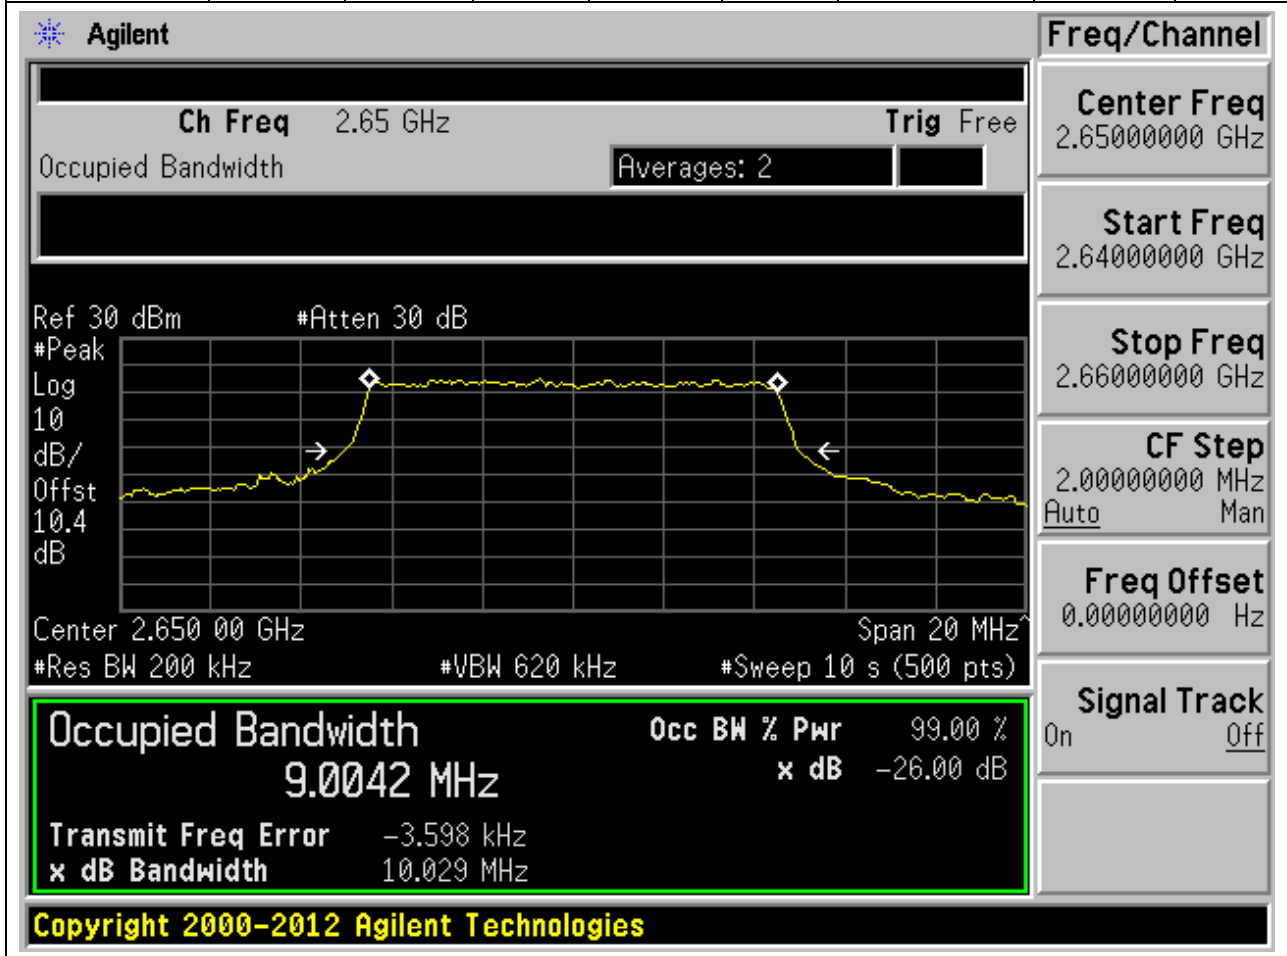 Agilent
Freq/Channel
Ch Freq 2.65 GHz Trig Free
Occupied Bandwidth Averages: 2
Center Freq
2.65000000 GHz
Start Freq
2.64000000 GHz
Stop Freq
2.66000000 GHz
CF Step
2.00000000 MHz
Auto Man
Freq Offset
0.00000000 Hz
Signal Track
On Off
Ref 30 dBm #Atten 30 dB
#Peak
Log
10
dB/
Offst
10.4
dB
Center 2.650 00 GHz Span 20 MHz^
#Res BW 200 kHz #VBW 620 kHz #Sweep 10 s (500 pts)
Occupied Bandwidth
9.0042 MHz
Occ BW % Pwr 99.00 %
x dB -26.00 dB
Transmit Freq Error -3.598 kHz
x dB Bandwidth 10.029 MHz
Copyright 2000-2012 Agilent Technologies